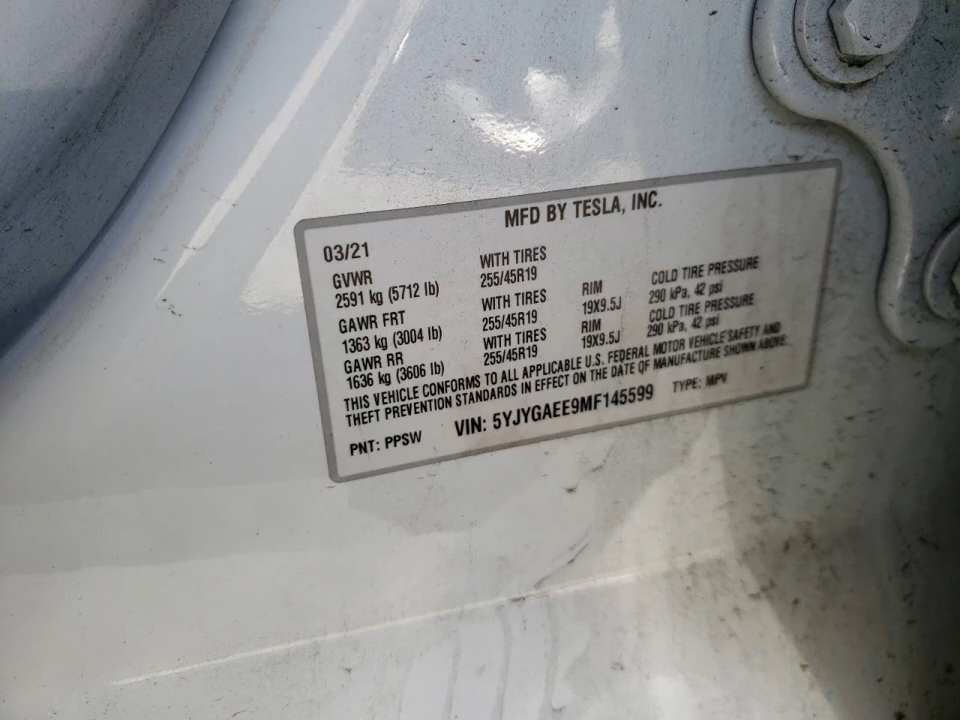 MFD BY TESLA, INC.
03/21
GVWR WITH TIRES
2591 kg (5712 lb) 255/45R19 RIM COLD TIRE PRESSURE
GAWR FRT WITH TIRES 19X9.5J 290 kPa, 42 psi
1363 kg (3004 lb) 255/45R19 RIM COLD TIRE PRESSURE
GAWR RR WITH TIRES 19X9.5J 290 kPa, 42 psi
1636 kg (3606 lb) 255/45R19
THIS VEHICLE CONFORMS TO ALL APPLICABLE U.S. FEDERAL MOTOR VEHICLE SAFETY AND
THEFT PREVENTION STANDARDS IN EFFECT ON THE DATE OF MANUFACTURE SHOWN ABOVE.
PNT: PPSW VIN: 5YJYGAEE9MF145599 TYPE: MPV